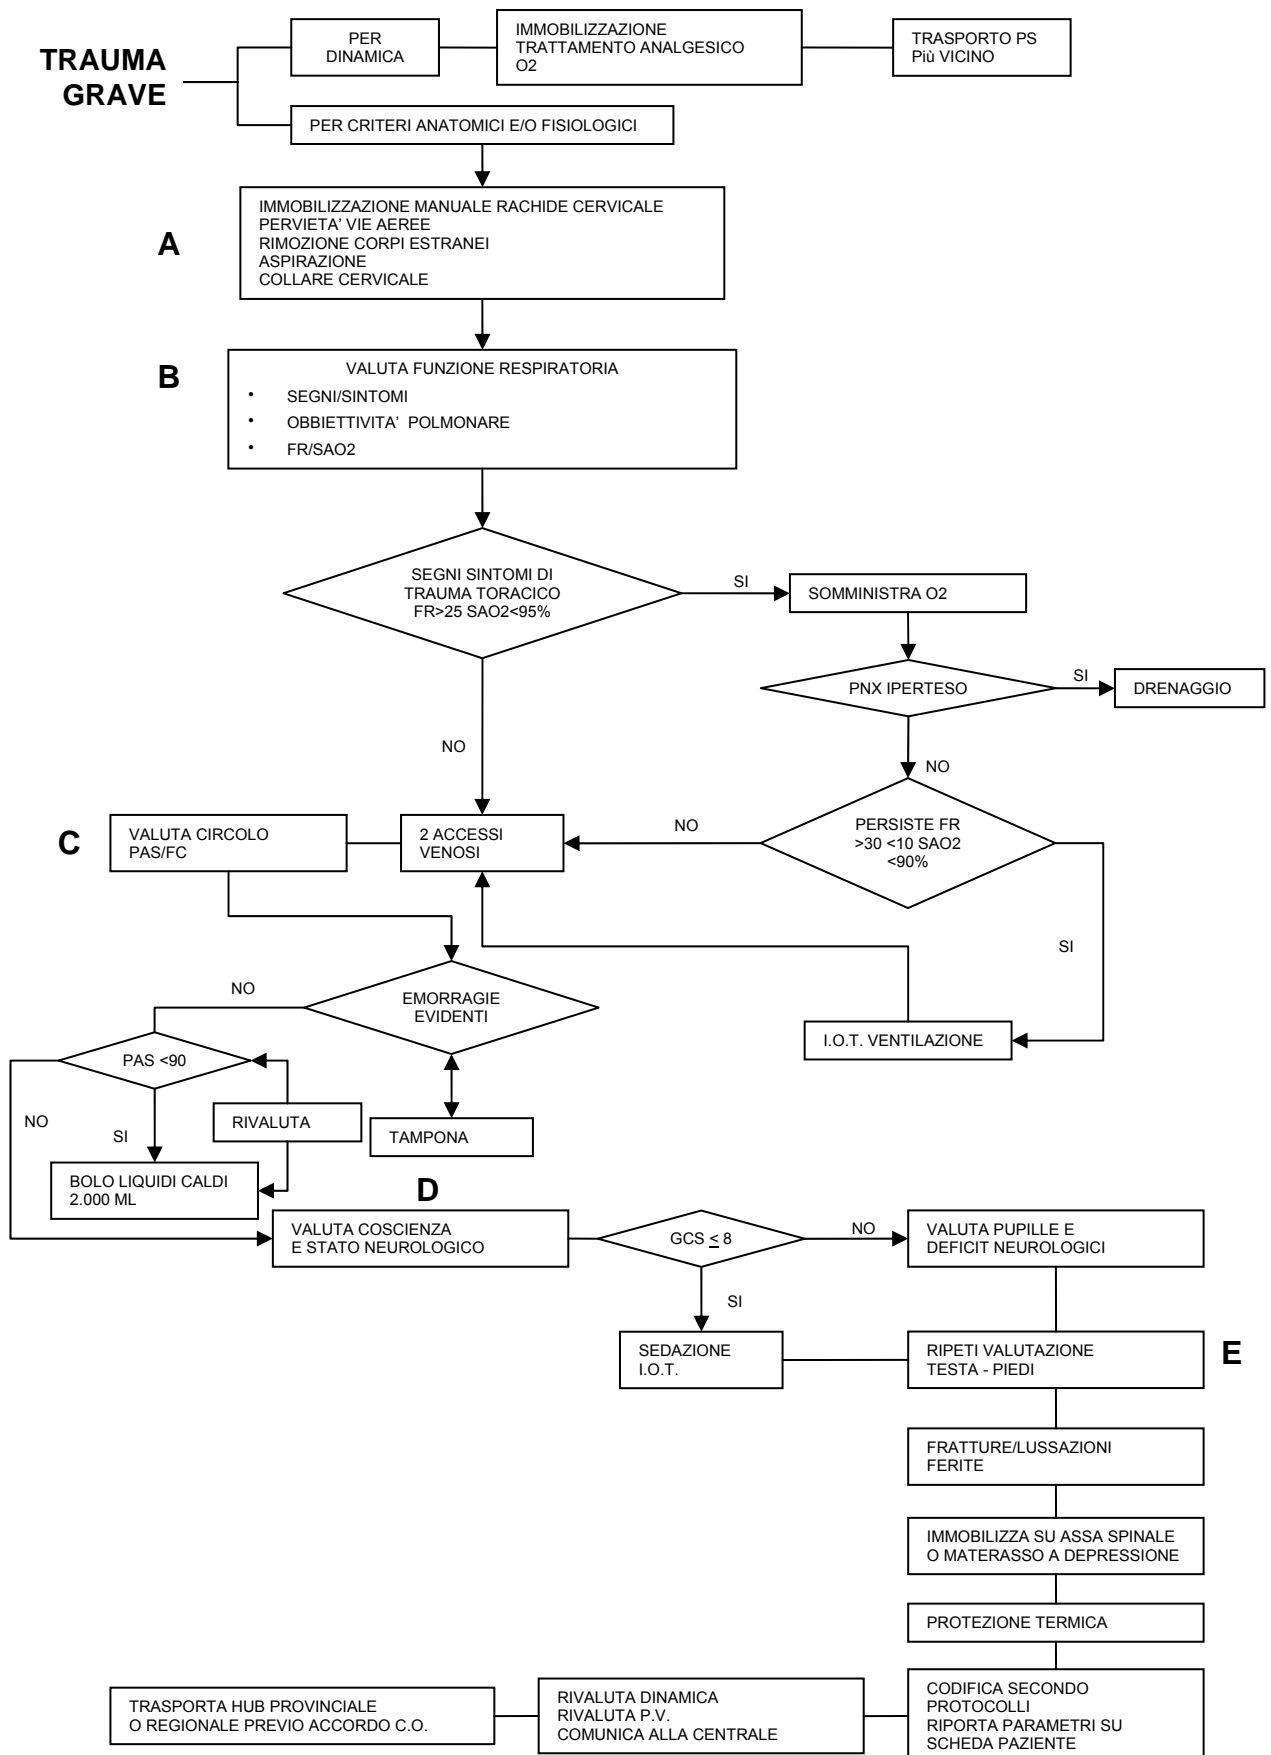 TRAUMA
GRAVE
PER
DINAMICA
IMMOBILIZZAZIONE
TRATTAMENTO ANALGESICO
O2
TRASPORTO PS
Più VICINO
PER CRITERI ANATOMICI E/O FISIOLOGICI
A
IMMOBILIZZAZIONE MANUALE RACHIDE CERVICALE
PERVIETA' VIE AEREE
RIMOZIONE CORPI ESTRANEI
ASPIRAZIONE
COLLARE CERVICALE
B
VALUTA FUNZIONE RESPIRATORIA
• SEGNI/SINTOMI
• OBBIETTIVITA' POLMONARE
• FR/SAO2
SEGNI SINTOMI DI
TRAUMA TORACICO
FR>25 SAO2<95%
SI
SOMMINISTRA O2
PNX IPERTESO
SI
DRENAGGIO
NO
NO
C
VALUTA CIRCOLO
PAS/FC
2 ACCESSI
VENOSI
NO
PERSISTE FR
>30 <10 SAO2
<90%
SI
I.O.T. VENTILAZIONE
EMORRAGIE
EVIDENTI
NO
PAS <90
NO
SI
RIVALUTA
TAMPONA
BOLO LIQUIDI CALDI
2.000 ML
D
VALUTA COSCIENZA
E STATO NEUROLOGICO
GCS ≤ 8
NO
VALUTA PUPILLE E
DEFICIT NEUROLOGICI
SI
SEDAZIONE
I.O.T.
RIPETI VALUTAZIONE
TESTA - PIEDI
E
FRATTURE/LUSSAZIONI
FERITE
IMMOBILIZZA SU ASSA SPINALE
O MATERASSO A DEPRESSIONE
PROTEZIONE TERMICA
CODIFICA SECONDO
PROTOCOLLI
RIPORTA PARAMETRI SU
SCHEDA PAZIENTE
RIVALUTA DINAMICA
RIVALUTA P.V.
COMUNICA ALLA CENTRALE
TRASPORTA HUB PROVINCIALE
O REGIONALE PREVIO ACCORDO C.O.